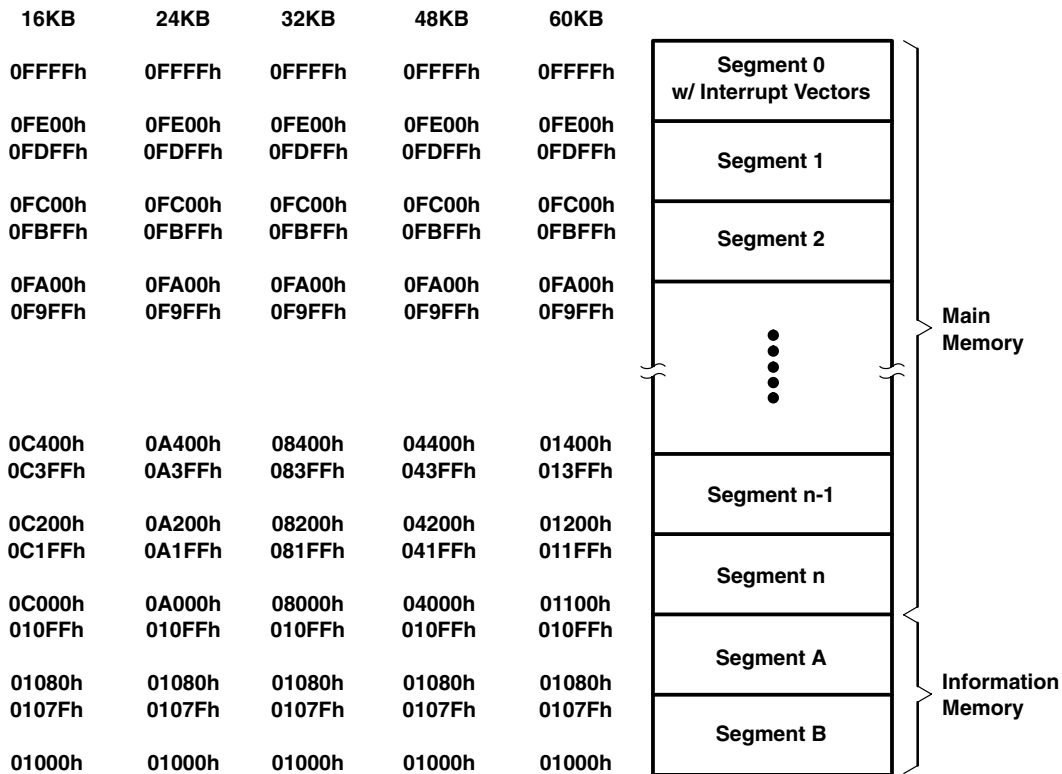 16KB 24KB 32KB 48KB 60KB
0FFFFh 0FFFFh 0FFFFh 0FFFFh 0FFFFh Segment 0
w/ Interrupt Vectors
0FE00h 0FE00h 0FE00h 0FE00h 0FE00h
0FDFFh 0FDFFh 0FDFFh 0FDFFh 0FDFFh
Segment 1
0FC00h 0FC00h 0FC00h 0FC00h 0FC00h
0FBFFh 0FBFFh 0FBFFh 0FBFFh 0FBFFh
Segment 2
0FA00h 0FA00h 0FA00h 0FA00h 0FA00h
0F9FFh 0F9FFh 0F9FFh 0F9FFh 0F9FFh
Main
Memory
0C400h 0A400h 08400h 04400h 01400h
0C3FFh 0A3FFh 083FFh 043FFh 013FFh
Segment n-1
0C200h 0A200h 08200h 04200h 01200h
0C1FFh 0A1FFh 081FFh 041FFh 011FFh
Segment n
0C000h 0A000h 08000h 04000h 01100h
010FFh 010FFh 010FFh 010FFh 010FFh
Segment A
01080h 01080h 01080h 01080h 01080h
0107Fh 0107Fh 0107Fh 0107Fh 0107Fh
Information
Memory
Segment B
01000h 01000h 01000h 01000h 01000h